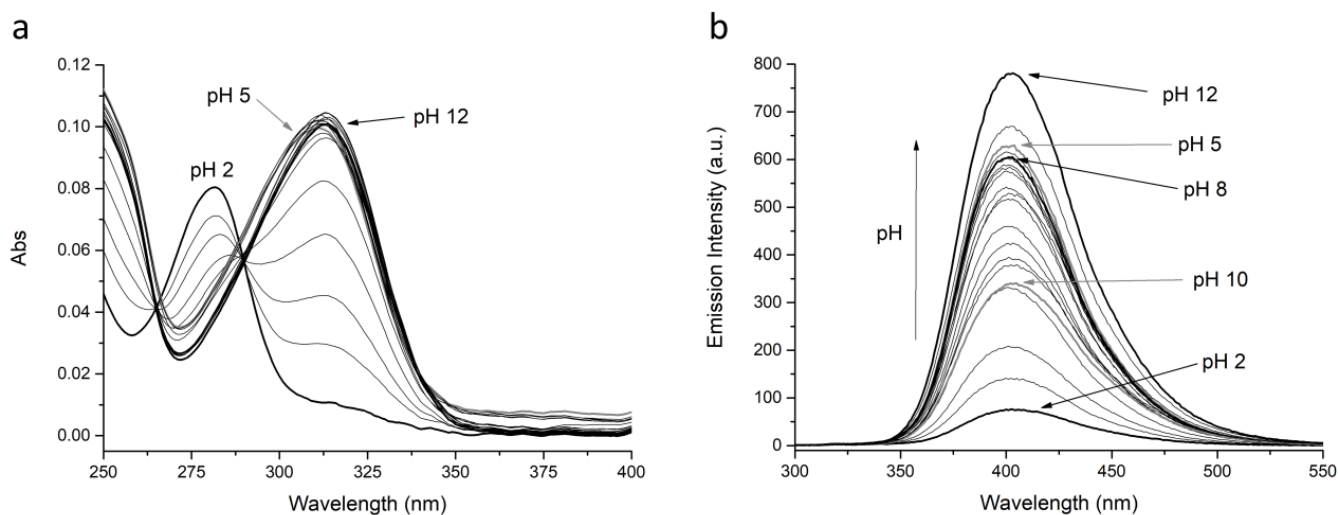 a
0.12
0.10
0.08
0.06
0.04
0.02
0.00
Abs
pH 5
pH 12
pH 2
250
275
300
325
350
375
400
Wavelength (nm)
b
800
700
600
500
400
300
200
100
0
Emission Intensity (a.u.)
pH
pH 12
pH 5
pH 8
pH 10
pH 2
300
350
400
450
500
550
Wavelength (nm)